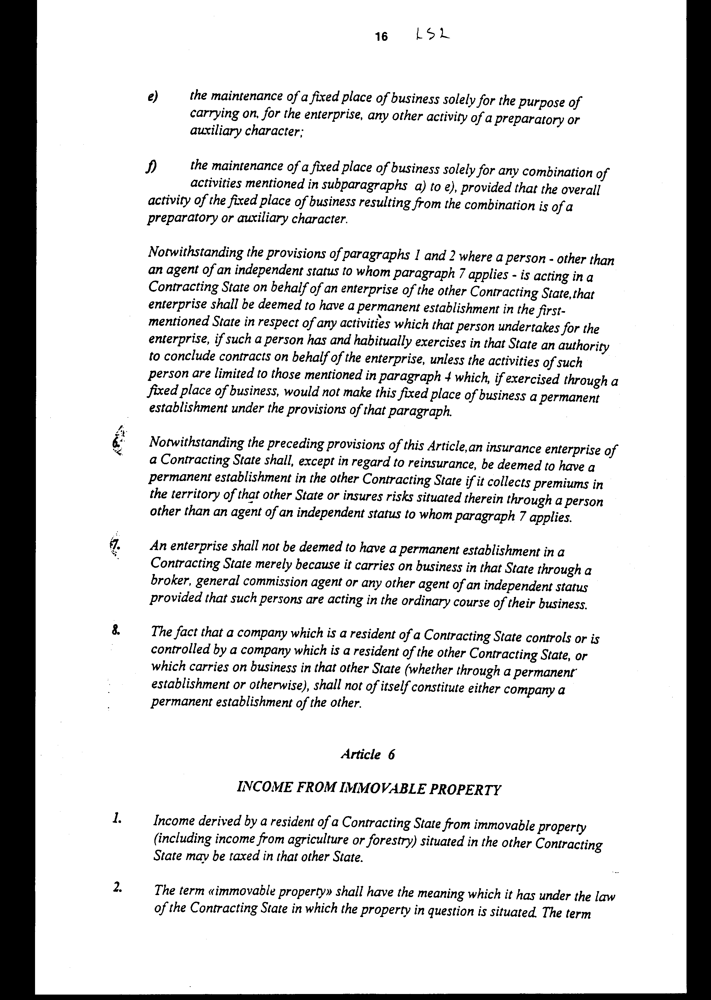 16 LS2
e) the maintenance of a fixed place of business solely for the purpose of
carrying on, for the enterprise, any other activity of a preparatory or
auxiliary character;
f) the maintenance of a fixed place of business solely for any combination of
activities mentioned in subparagraphs a) to e), provided that the overall
activity of the fixed place of business resulting from the combination is of a
preparatory or auxiliary character.
Notwithstanding the provisions of paragraphs 1 and 2 where a person - other than
an agent of an independent status to whom paragraph 7 applies - is acting in a
Contracting State on behalf of an enterprise of the other Contracting State, that
enterprise shall be deemed to have a permanent establishment in the first-
mentioned State in respect of any activities which that person undertakes for the
enterprise, if such a person has and habitually exercises in that State an authority
to conclude contracts on behalf of the enterprise, unless the activities of such
person are limited to those mentioned in paragraph 4 which, if exercised through a
fixed place of business, would not make this fixed place of business a permanent
establishment under the provisions of that paragraph.
6. Notwithstanding the preceding provisions of this Article, an insurance enterprise of
a Contracting State shall, except in regard to reinsurance, be deemed to have a
permanent establishment in the other Contracting State if it collects premiums in
the territory of that other State or insures risks situated therein through a person
other than an agent of an independent status to whom paragraph 7 applies.
7. An enterprise shall not be deemed to have a permanent establishment in a
Contracting State merely because it carries on business in that State through a
broker, general commission agent or any other agent of an independent status
provided that such persons are acting in the ordinary course of their business.
8. The fact that a company which is a resident of a Contracting State controls or is
controlled by a company which is a resident of the other Contracting State, or
which carries on business in that other State (whether through a permanent
establishment or otherwise), shall not of itself constitute either company a
permanent establishment of the other.
Article 6
INCOME FROM IMMOVABLE PROPERTY
1. Income derived by a resident of a Contracting State from immovable property
(including income from agriculture or forestry) situated in the other Contracting
State may be taxed in that other State.
2. The term «immovable property» shall have the meaning which it has under the law
of the Contracting State in which the property in question is situated. The term